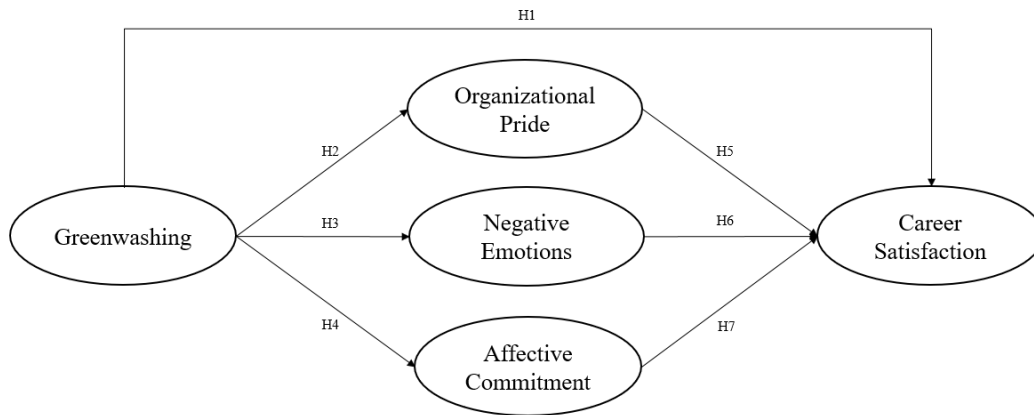 H1
Organizational
Pride
H2
H5
Greenwashing
H3
Negative
Emotions
H6
Career
Satisfaction
H4
H7
Affective
Commitment